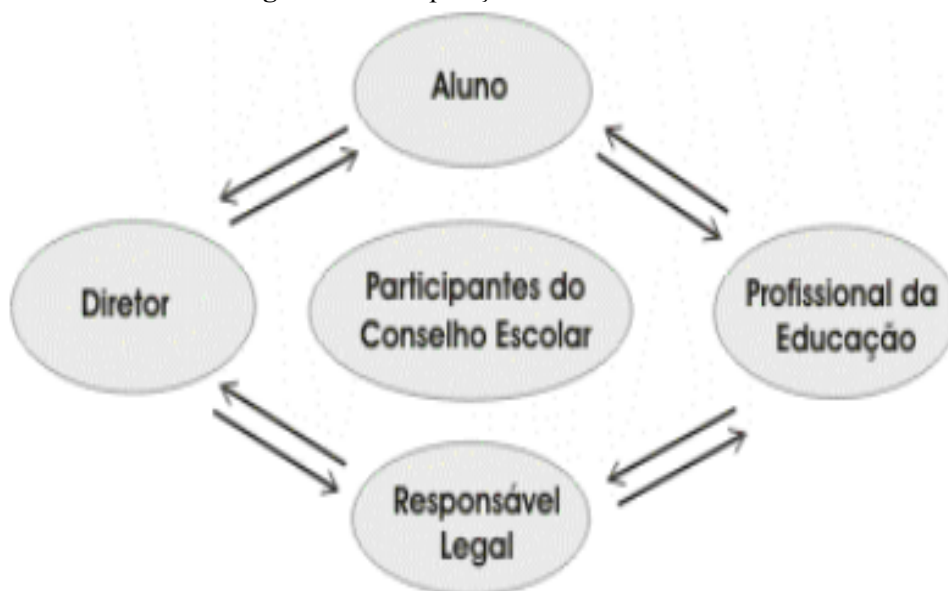 Aluno
Diretor
Participantes do
Conselho Escolar
Profissional da
Educação
Responsável
Legal